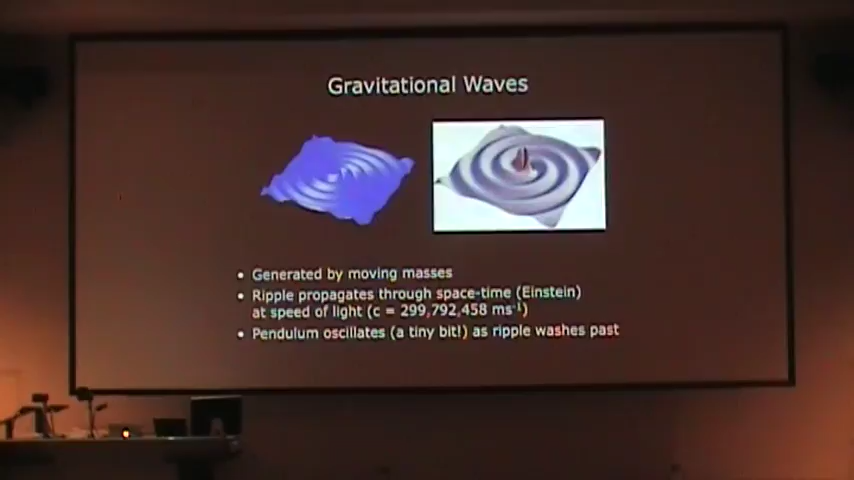 Gravitational Waves
• Generated by moving masses
• Ripple propagates through space-time (Einstein)
at speed of light (c = 299,792,458 ms⁻¹)
• Pendulum oscillates (a tiny bit!) as ripple washes past